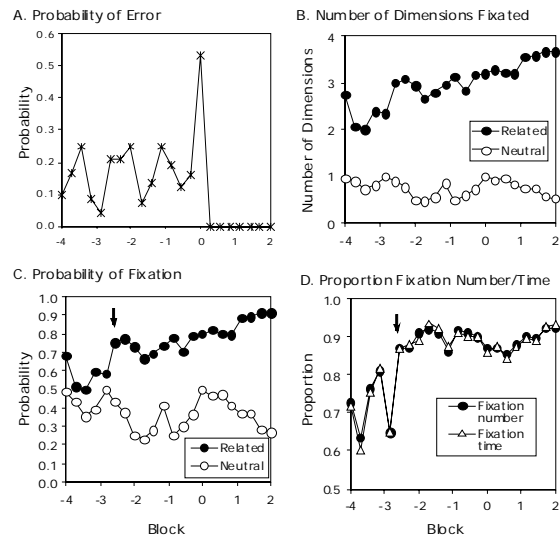 A. Probability of Error
0.6
0.5
0.4
0.3
0.2
0.1
0.0
Probability
-4 -3 -2 -1 0 1 2
B. Number of Dimensions Fixated
4
3
2
1
0
Number of Dimensions
Related
Neutral
-4 -3 -2 -1 0 1 2
C. Probability of Fixation
1.0
0.9
0.8
0.7
0.6
0.5
0.4
0.3
0.2
0.1
0.0
Probability
Related
Neutral
-4 -3 -2 -1 0 1 2
Block
D. Proportion Fixation Number/Time
1.0
0.9
0.8
0.7
0.6
0.5
Proportion
Fixation
number
Fixation
time
-4 -3 -2 -1 0 1 2
Block